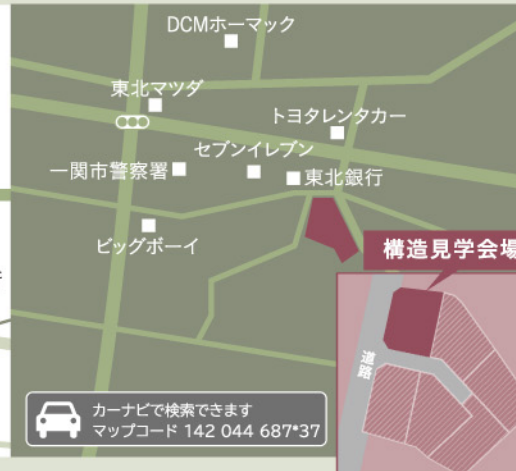 DCMホーマック
東北マツダ
トヨタレンタカー
セブンイレブン
一関市警察署
東北銀行
ビッグボーイ
構造見学会場
道路
カーナビで検索できます
マップコード 142 044 687*37